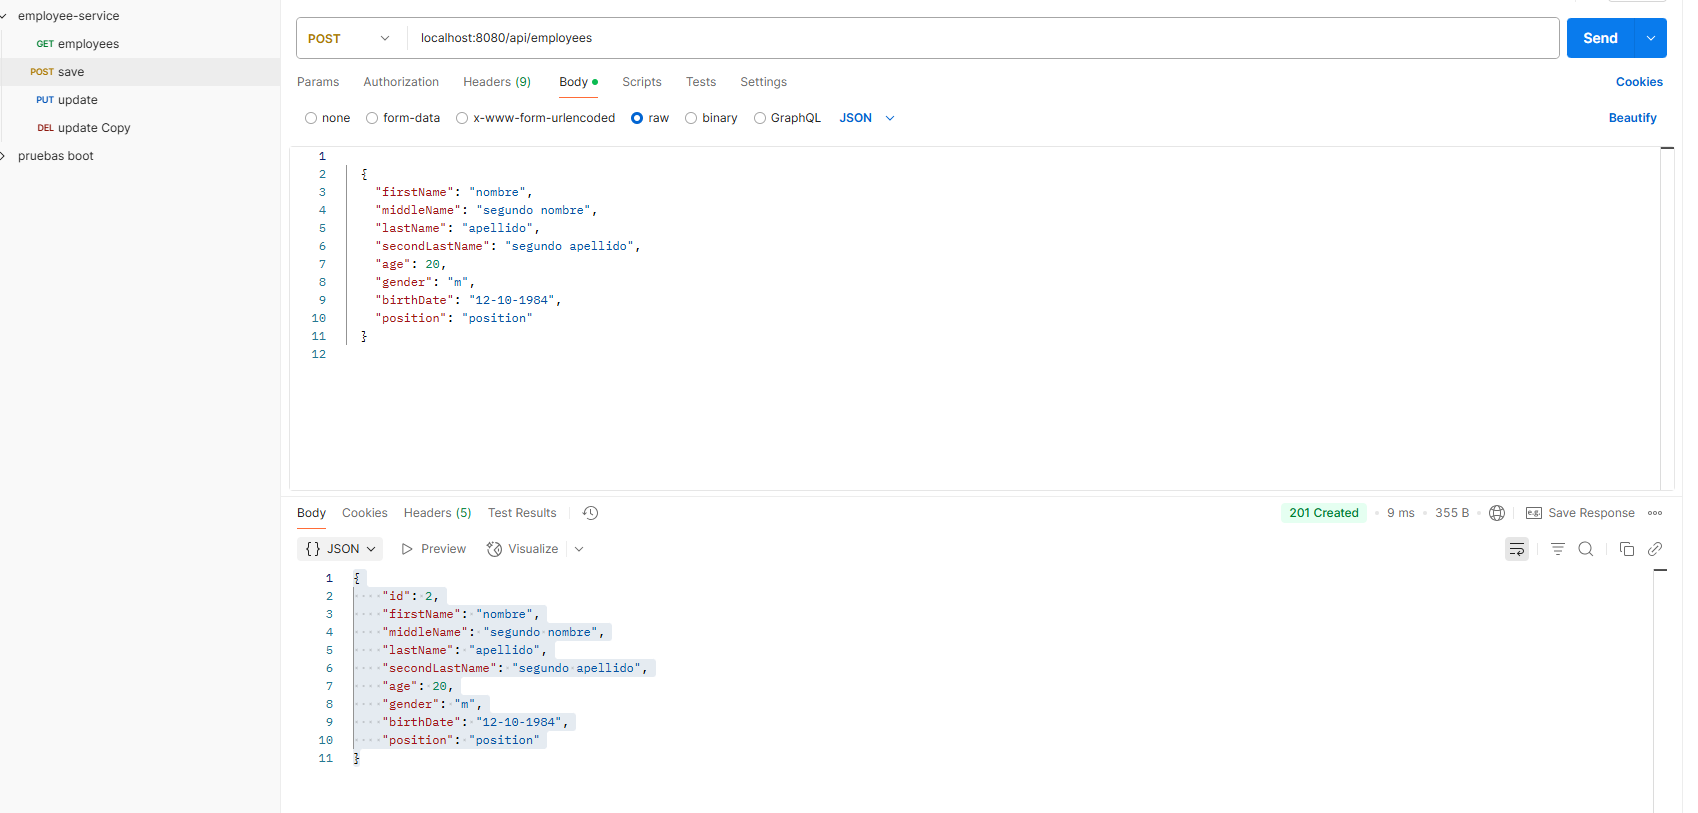 employee-service
GET employees
POST save
PUT update
DEL update Copy
pruebas boot
POST localhost:8080/api/employees Send
Params Authorization Headers (9) Body Scripts Tests Settings Cookies
none form-data x-www-form-urlencoded raw binary GraphQL JSON Beautify
1
2 {
3 "firstName": "nombre",
4 "middleName": "segundo nombre",
5 "lastName": "apellido",
6 "secondLastName": "segundo apellido",
7 "age": 20,
8 "gender": "m",
9 "birthDate": "12-10-1984",
10 "position": "position"
11 }
12
Body Cookies Headers (5) Test Results 201 Created 9 ms 355 B e.g. Save Response
{} JSON Preview Visualize
1 {
2 "id": 2,
3 "firstName": "nombre",
4 "middleName": "segundo nombre",
5 "lastName": "apellido",
6 "secondLastName": "segundo apellido",
7 "age": 20,
8 "gender": "m",
9 "birthDate": "12-10-1984",
10 "position": "position"
11 }